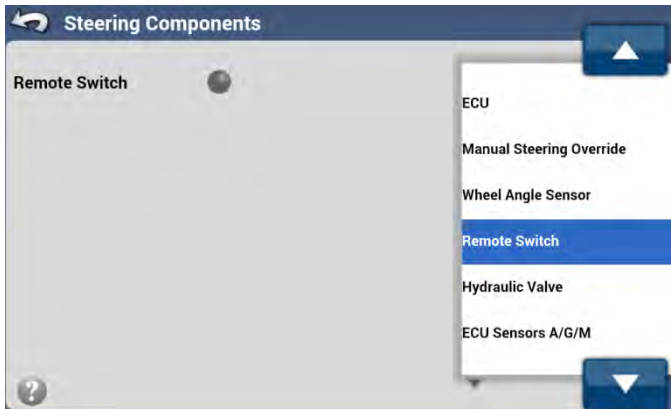 Steering Components
Remote Switch
ECU
Manual Steering Override
Wheel Angle Sensor
Remote Switch
Hydraulic Valve
ECU Sensors A/G/M
?